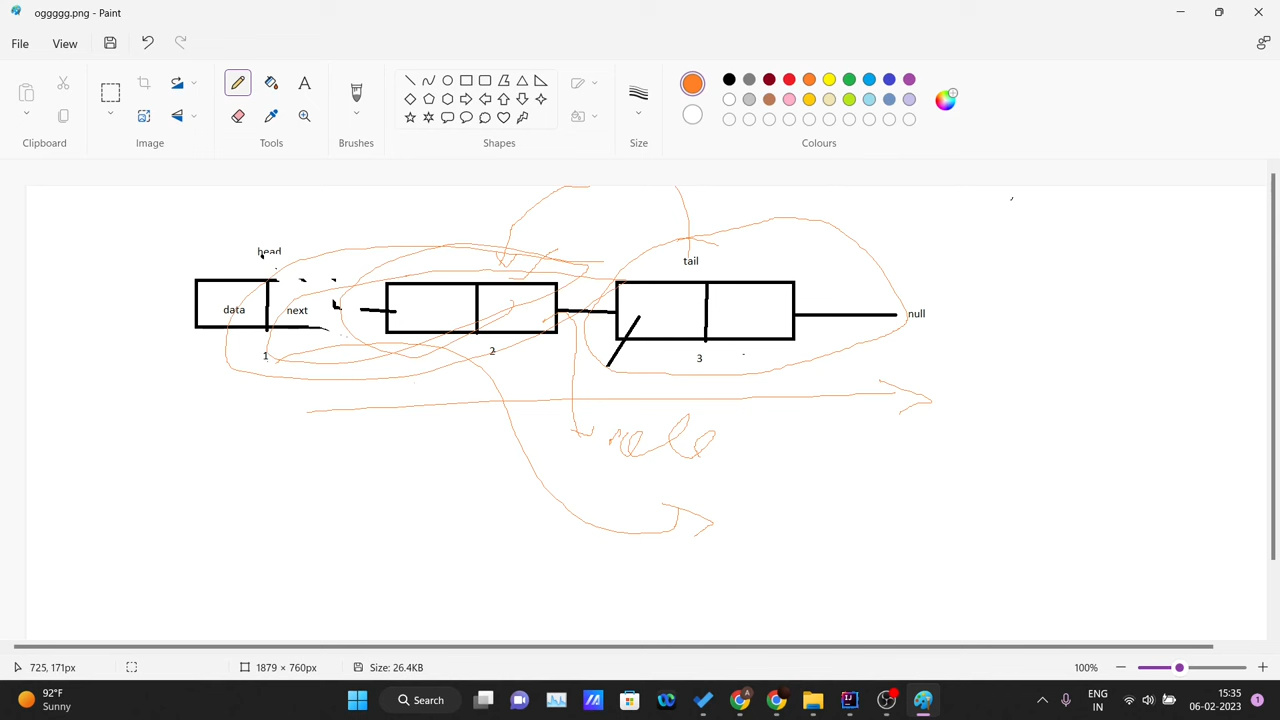 oggggg.png - Paint
File
View
Clipboard
Image
Tools
Brushes
Shapes
Size
Colours
head
tail
data
next
null
1
2
3
725, 171px
1879 × 760px
Size: 26.4KB
100%
92°F
Sunny
Search
ENG
IN
15:35
06-02-2023
1